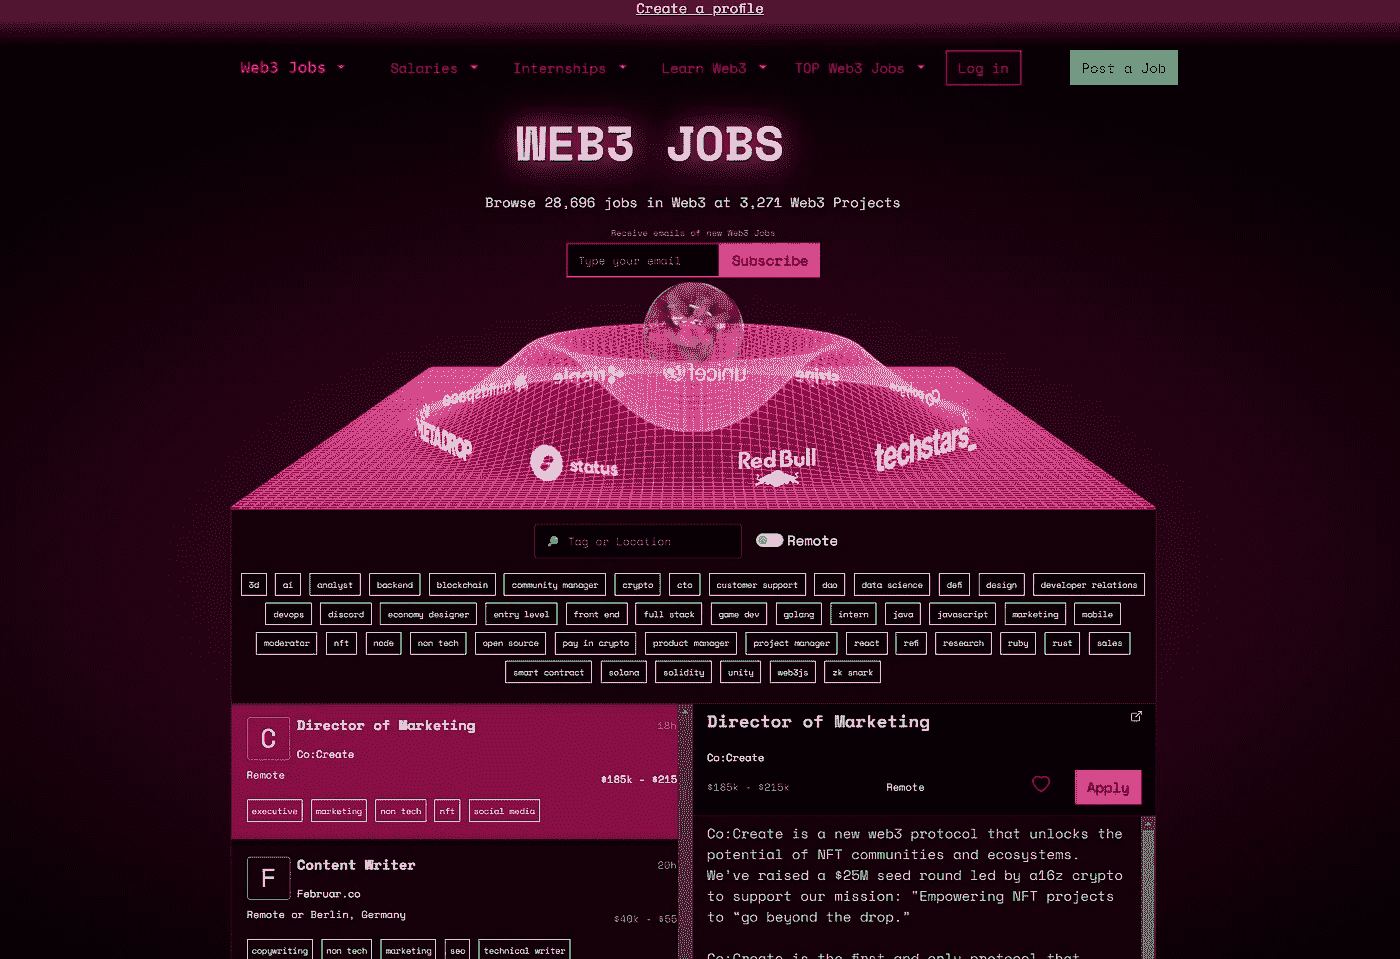 Create a profile
Web3 Jobs Salaries Internships Learn Web3 TOP Web3 Jobs Log in Post a Job
WEB3 JOBS
Browse 28,696 jobs in Web3 at 3,271 Web3 Projects
Receive emails of new Web3 Jobs
Type your email Subscribe
unicef
METADROP
status
RedBull
techstars_
Tag or Location Remote
3d ai analyst backend blockchain community manager crypto cto customer support dao data science defi design developer relations
devops discord economy designer entry level front end full stack game dev golang intern java javascript marketing mobile
moderator nft node non tech open source pay in crypto product manager project manager react refi research ruby rust sales
smart contract solana solidity unity web3js zk snark
C
Director of Marketing 18h
Co:Create
Remote
$185k - $215
executive marketing non tech nft social media
F
Content Writer 20h
Februar.co
Remote or Berlin, Germany
$40k - $55
copywriting non tech marketing seo technical writer
Director of Marketing
Co:Create
$185k - $215k Remote Apply
Co:Create is a new web3 protocol that unlocks the
potential of NFT communities and ecosystems.
We've raised a $25M seed round led by a16z crypto
to support our mission: "Empowering NFT projects
to “go beyond the drop.”
Co:Create is the first and only protocol that